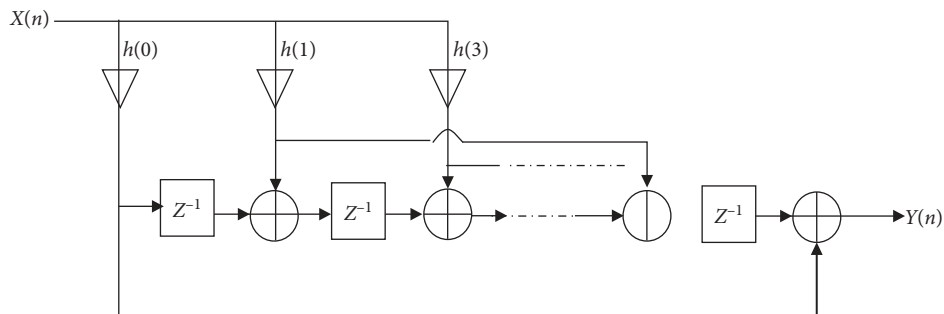 X(n)
h(0)
h(1)
h(3)
Z⁻¹
Z⁻¹
Z⁻¹
Y(n)